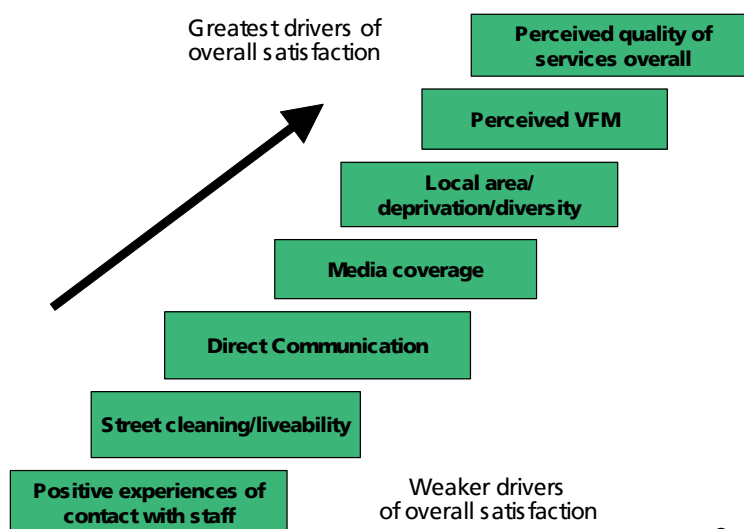 Greatest drivers of
overall satisfaction
Perceived quality of
services overall
Perceived VFM
Local area/
deprivation/diversity
Media coverage
Direct Communication
Street cleaning/liveability
Positive experiences of
contact with staff
Weaker drivers
of overall satisfaction